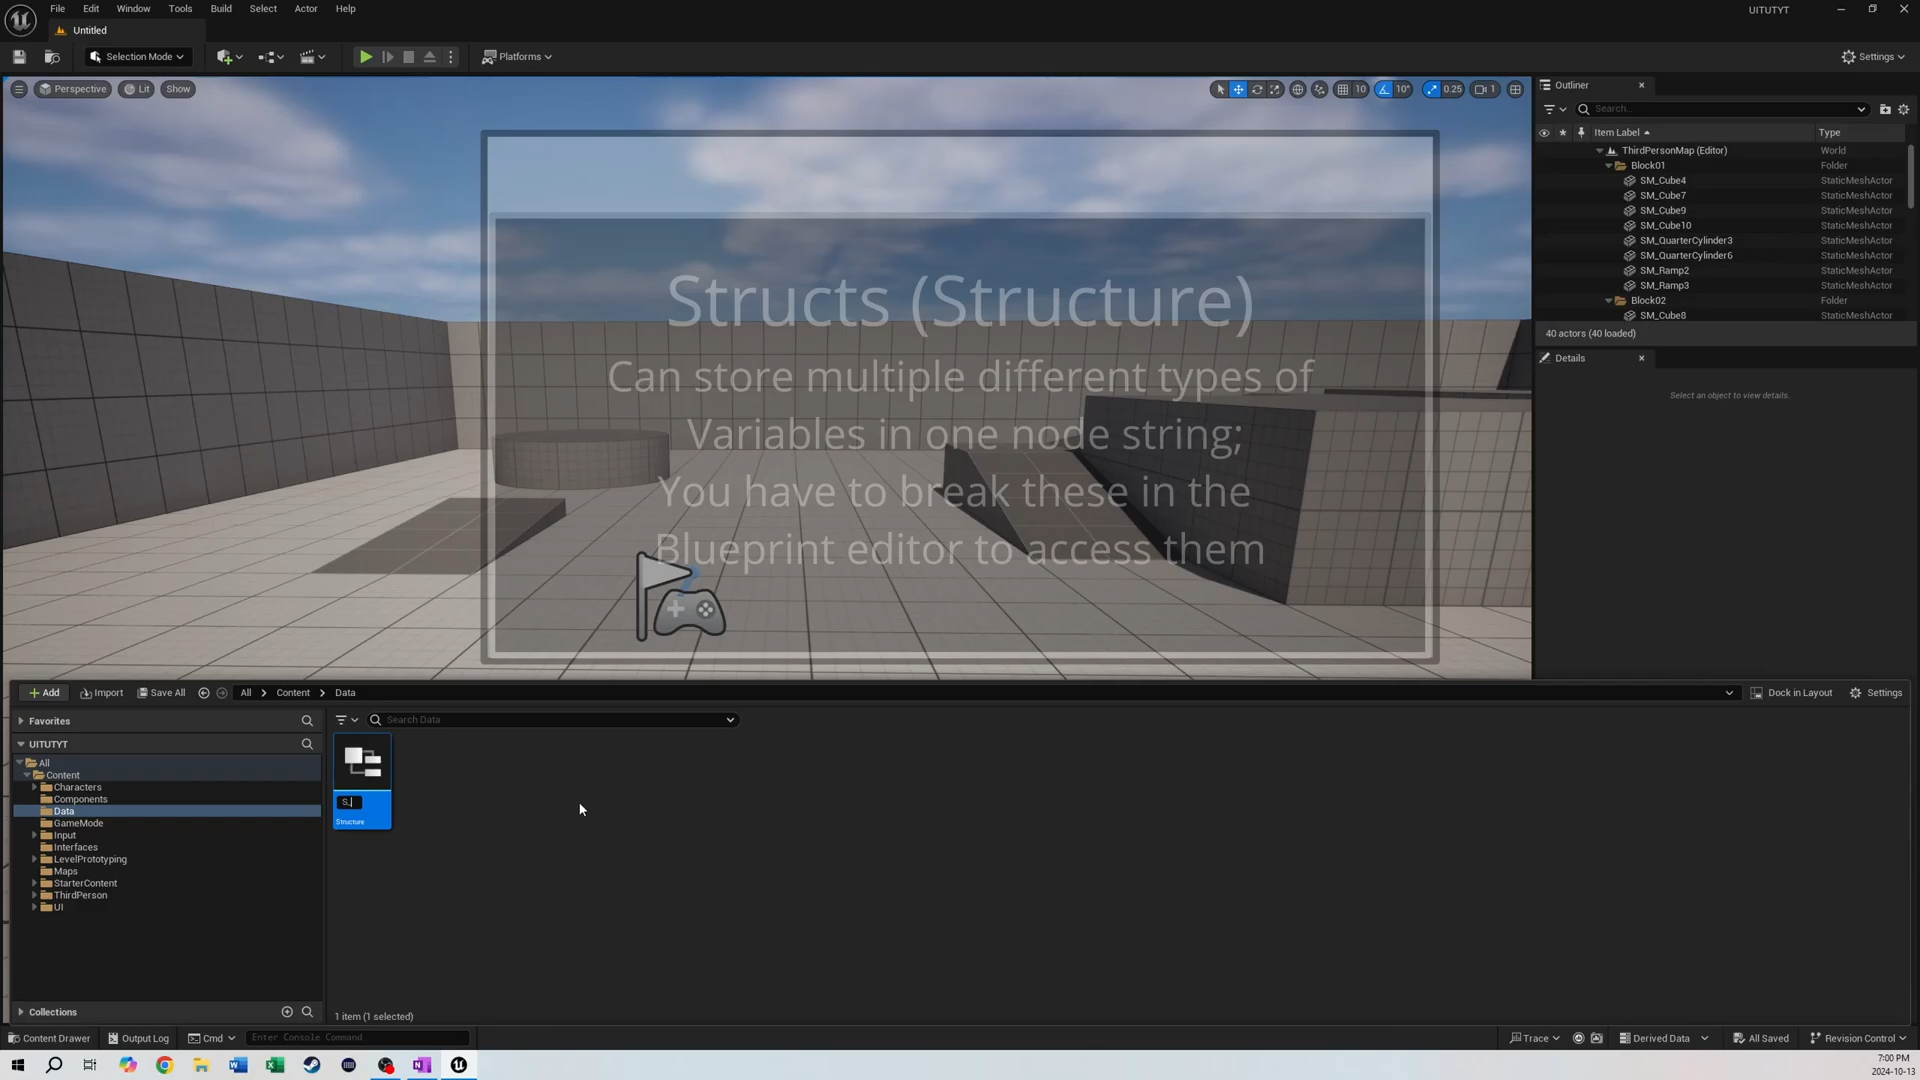 File Edit Window Tools Build Select Actor Help
UITUTYT
Untitled
Selection Mode
Platforms
Settings
Perspective
Lit
Show
10
10°
0.25
1
Outliner
Search...
Item Label
Type
ThirdPersonMap (Editor) World
Block01 Folder
SM_Cube4 StaticMeshActor
SM_Cube7 StaticMeshActor
SM_Cube9 StaticMeshActor
SM_Cube10 StaticMeshActor
SM_QuarterCylinder3 StaticMeshActor
SM_QuarterCylinder6 StaticMeshActor
SM_Ramp2 StaticMeshActor
SM_Ramp3 StaticMeshActor
Block02 Folder
SM_Cube8 StaticMeshActor
40 actors (40 loaded)
Details
Select an object to view details.
Structs (Structure)
Can store multiple different types of
Variables in one node string;
You have to break these in the
Blueprint editor to access them
Add
Import
Save All
All
Content
Data
Dock in Layout
Settings
Favorites
Search Data
UITUTYT
All
Content
Characters
Components
Data
GameMode
Input
Interfaces
LevelPrototyping
Maps
StarterContent
ThirdPerson
UI
S_
Structure
Collections
1 item (1 selected)
Content Drawer
Output Log
Cmd
Enter Console Command
Trace
Derived Data
All Saved
Revision Control
7:00 PM
2024-10-13